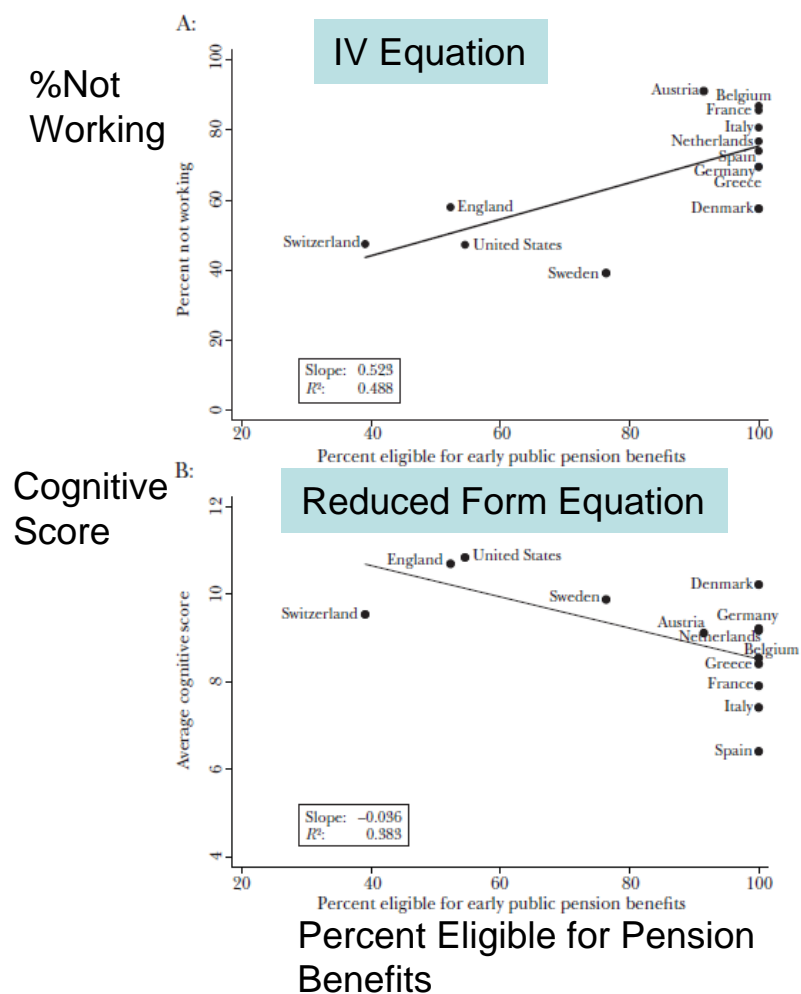 A:
IV Equation
%Not
Working
Percent not working
100
80
60
40
20
0
Austria
Belgium
France
Italy
Netherlands
Spain
Germany
Greece
Denmark
England
Switzerland
United States
Sweden
Slope: 0.523
R²: 0.488
20 40 60 80 100
Percent eligible for early public pension benefits
B:
Cognitive
Score
Reduced Form Equation
Average cognitive score
12
10
8
6
4
England
United States
Switzerland
Sweden
Denmark
Germany
Austria
Netherlands
Belgium
Greece
France
Italy
Spain
Slope: –0.036
R²: 0.383
20 40 60 80 100
Percent eligible for early public pension benefits
Percent Eligible for Pension
Benefits